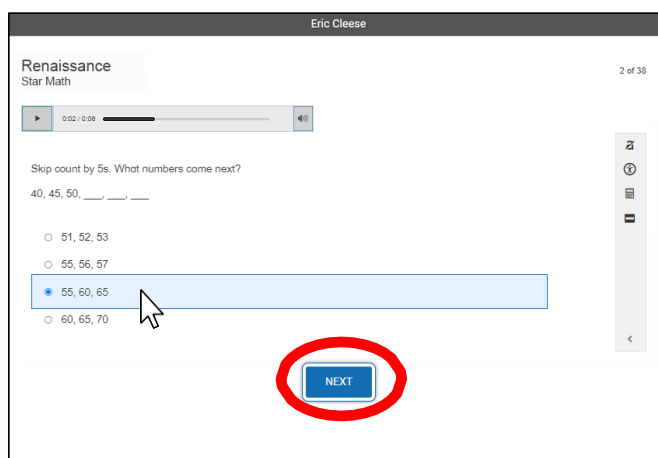 Eric Cleese
Renaissance
Star Math
2 of 38
0:02 / 0:06
Skip count by 5s. What numbers come next?
40, 45, 50, ___, ___, ___
51, 52, 53
55, 56, 57
55, 60, 65
60, 65, 70
NEXT